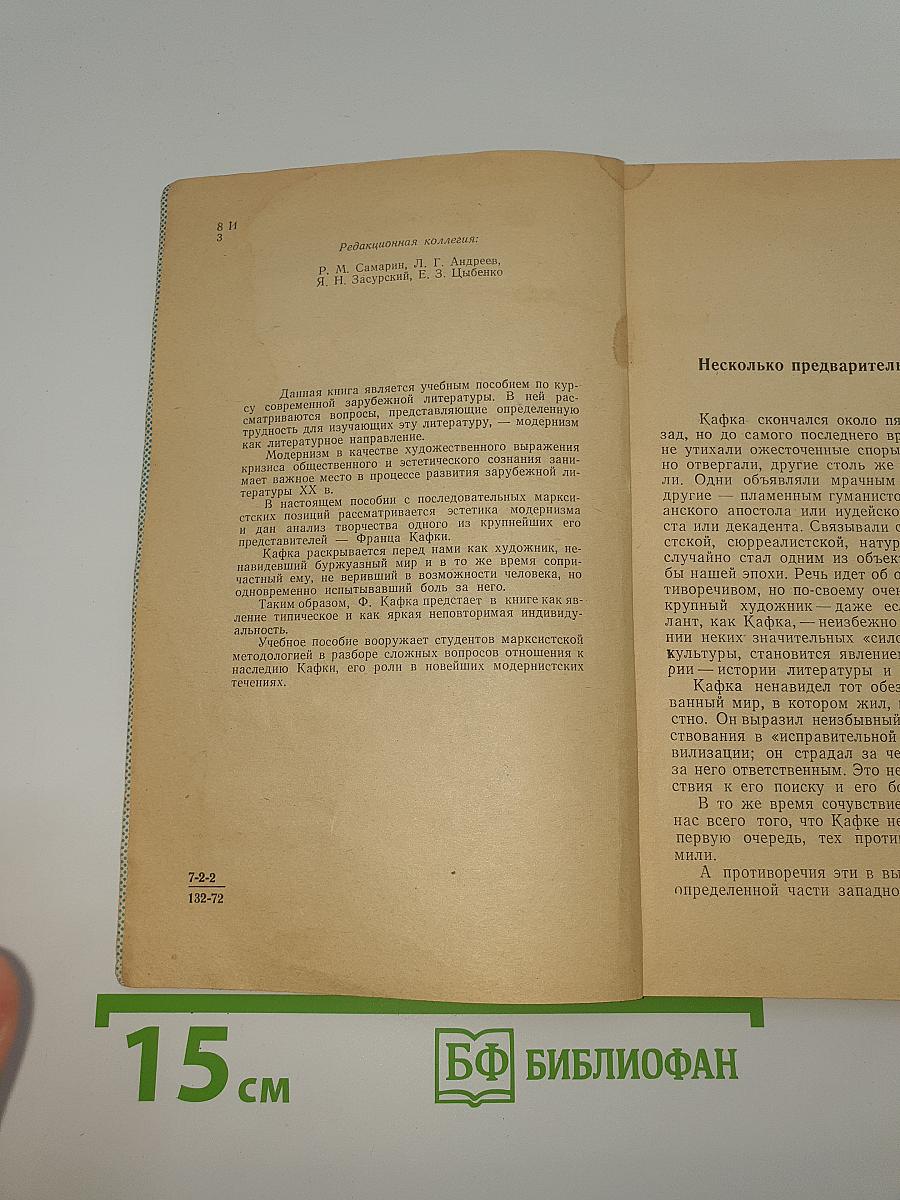 8 И
3
Редакционная коллегия:
Р. М. Самарин, Л. Г. Андреев,
Я. Н. Засурский, Е. З. Цыбенко
Данная книга является учебным пособием по кур-
су современной зарубежной литературы. В ней рас-
сматриваются вопросы, представляющие определенную
трудность для изучающих эту литературу, — модернизм
как литературное направление.
Модернизм в качестве художественного выражения
кризиса общественного и эстетического сознания зани-
мает важное место в процессе развития зарубежной ли-
тературы XX в.
В настоящем пособии с последовательных маркси-
стских позиций рассматривается эстетика модернизма
и дан анализ творчества одного из крупнейших его
представителей — Франца Кафки.
Кафка раскрывается перед нами как художник, не-
навидевший буржуазный мир и в то же время сопри-
частный ему, не веривший в возможности человека, но
одновременно испытывавший боль за него.
Таким образом, Ф. Кафка предстает в книге как яв-
ление типическое и как яркая неповторимая индивиду-
альность.
Учебное пособие вооружает студентов марксистской
методологией в разборе сложных вопросов отношения к
наследию Кафки, его роли в новейших модернистских
течениях.
7-2-2
132-72
Несколько предваритель
Кафка скончался около пя
зад, но до самого последнего вр
не утихали ожесточенные споры
но отвергали, другие столь же
ли. Одни объявляли мрачным
другие — пламенным гуманисто
анского апостола или иудейско
ста или декадента. Связывали с
стской, сюрреалистской, натур
случайно стал одним из объек
бы нашей эпохи. Речь идет об о
тиворечивом, но по-своему очен
крупный художник — даже ес
лант, как Кафка, — неизбежно
нии неких значительных «сило
культуры, становится явлением
рии — истории литературы и
Кафка ненавидел тот обез
ванный мир, в котором жил,
стно. Он выразил неизбывный
ствования в «исправительной
вилизации; он страдал за че
за него ответственным. Это не
ствия к его поиску и его бо
В то же время сочувствие
нас всего того, что Кафке не
первую очередь, тех проти
мили.
А противоречия эти в вы
определенной части западно
15 см
БФ БИБЛИОФАН